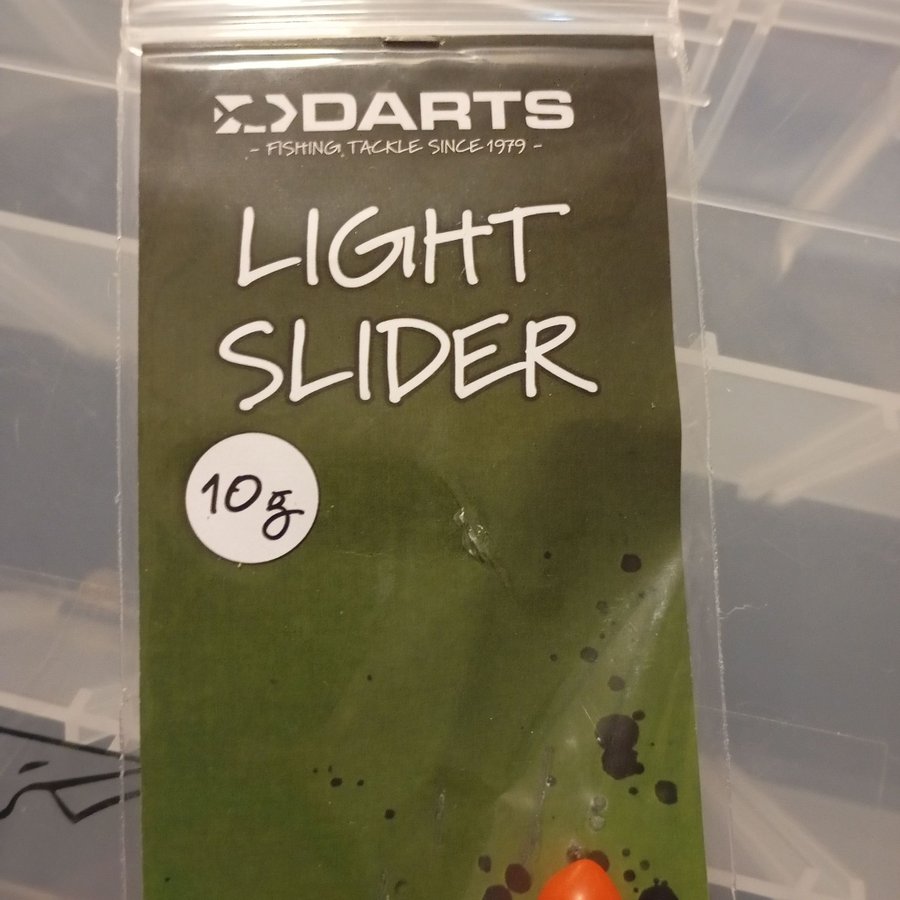 DARTS
- FISHING TACKLE SINCE 1979 -
LIGHT
SLIDER
10g